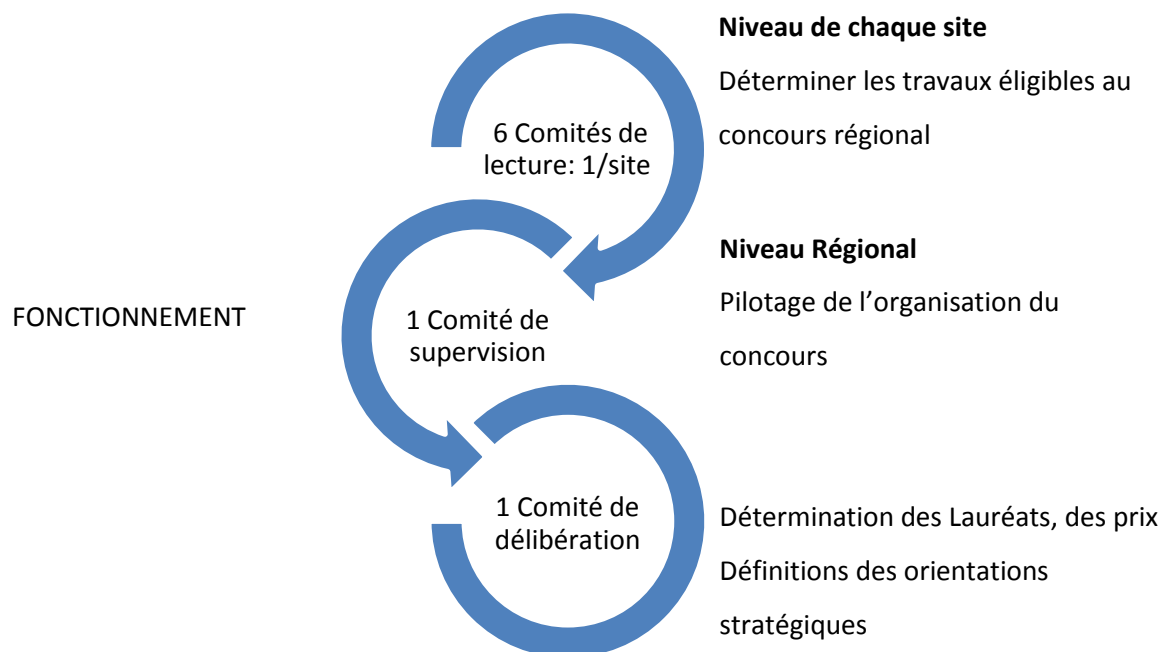 Niveau de chaque site
Déterminer les travaux éligibles au
concours régional
6 Comités de
lecture: 1/site
Niveau Régional
Pilotage de l’organisation du
concours
FONCTIONNEMENT
1 Comité de
supervision
1 Comité de
délibération
Détermination des Lauréats, des prix
Définitions des orientations
stratégiques